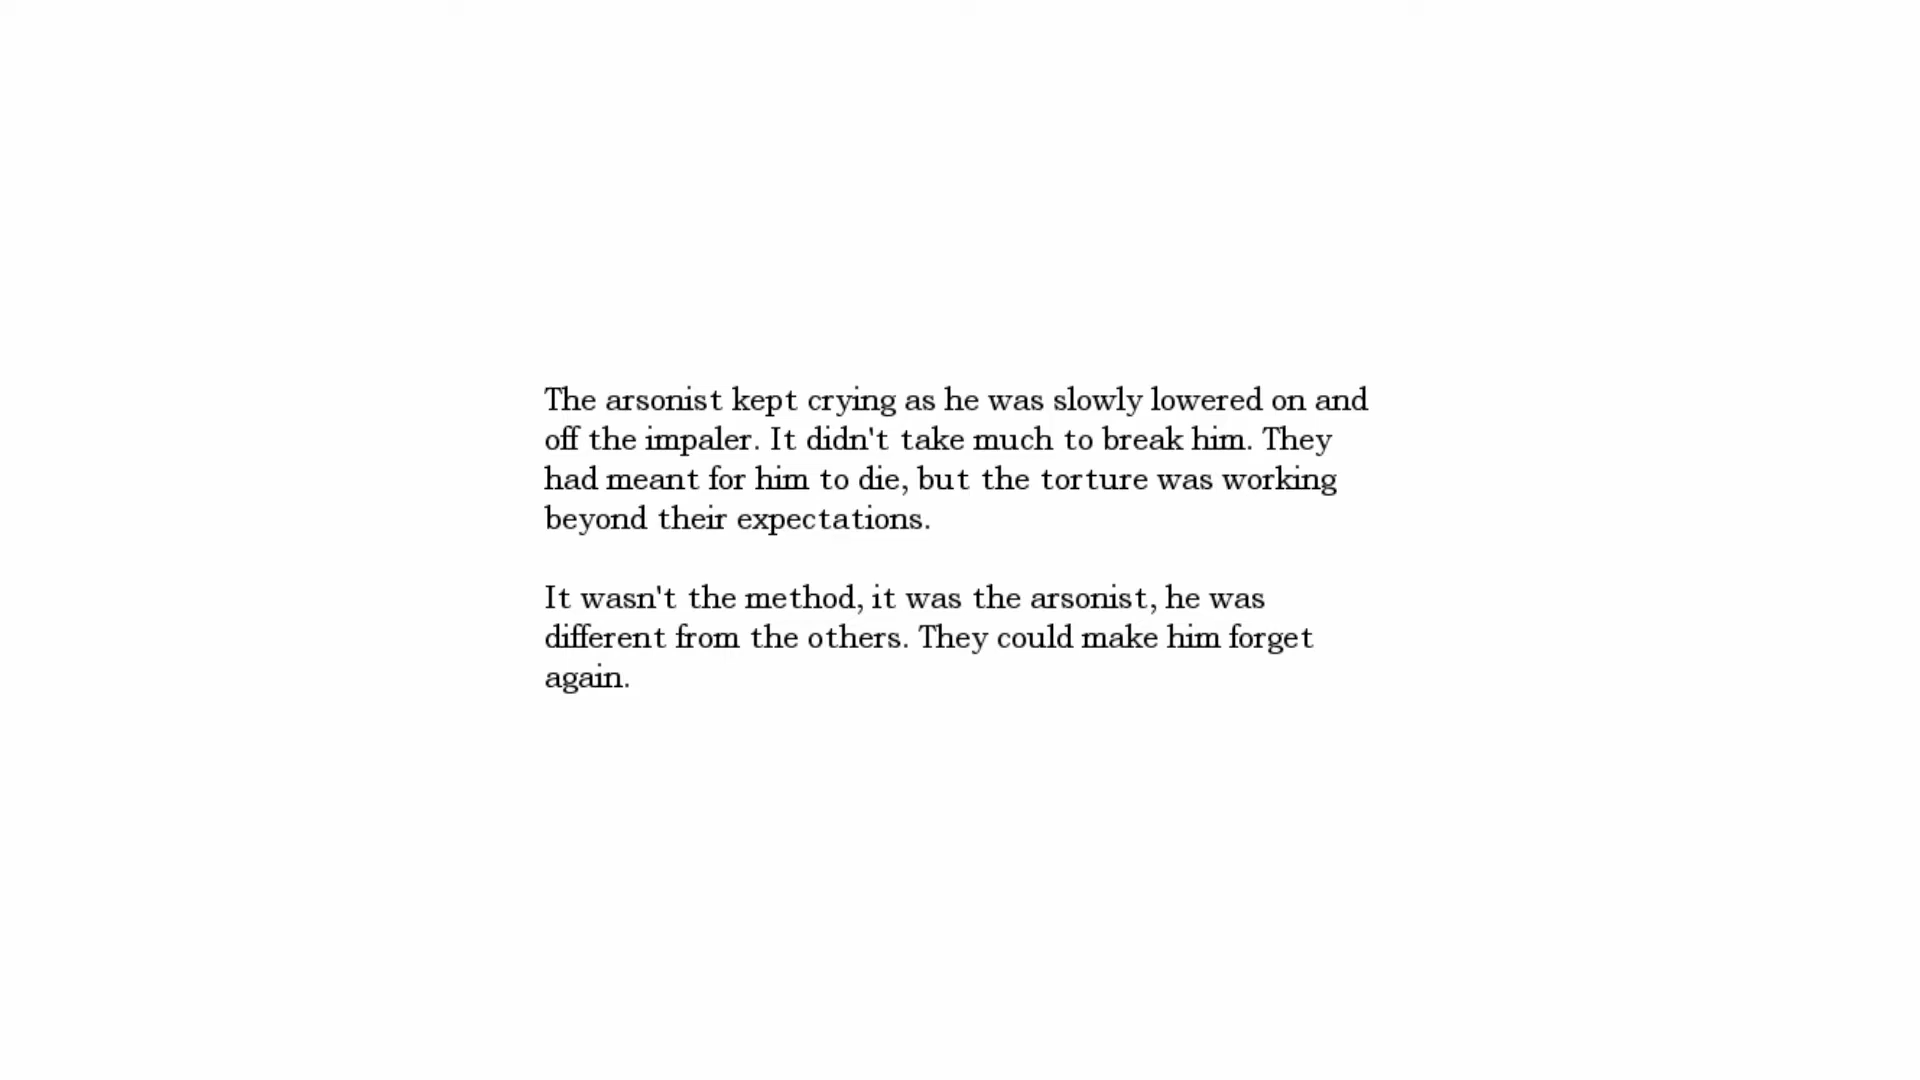 The arsonist kept crying as he was slowly lowered on and
off the impaler. It didn't take much to break him. They
had meant for him to die, but the torture was working
beyond their expectations.
It wasn't the method, it was the arsonist, he was
different from the others. They could make him forget
again.